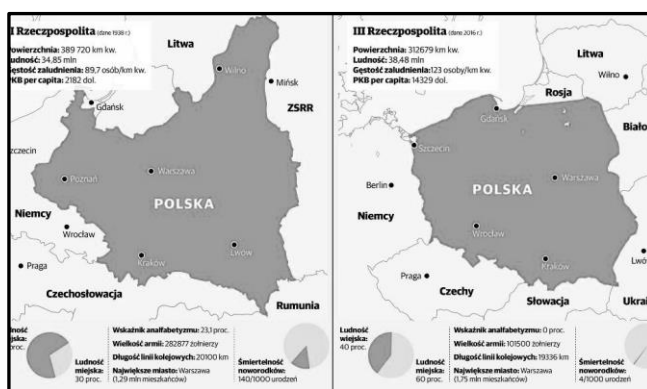 I Rzeczpospolita (dane 1938 r.)
Powierzchnia: 389 720 km kw.
Ludność: 34,85 mln
Gęstość zaludnienia: 89,7 osób/km kw.
PKB per capita: 2182 dol.
Litwa
Wilno
Mińsk
ZSRR
Gdańsk
zczecin
Poznań
Warszawa
POLSKA
Niemcy
Wrocław
Kraków
Lwów
Praga
Czechosłowacja
Rumunia
Ludność
ejska:
proc.
Ludność
miejska:
30 proc.
Wskaźnik analfabetyzmu: 23,1 proc.
Wielkość armii: 282877 żołnierzy
Długość linii kolejowych: 20100 km
Największe miasto: Warszawa
(1,29 mln mieszkańców)
Śmiertelność
noworodków:
140/1000 urodzeń
III Rzeczpospolita (dane 2016 r.)
Powierzchnia: 312679 km kw.
Ludność: 38,48 mln
Gęstość zaludnienia: 123 osoby/km kw.
PKB per capita: 14329 dol.
Litwa
Wilno
Rosja
Biało
Gdańsk
Szczecin
Berlin
Warszawa
POLSKA
Niemcy
Wrocław
Kraków
Lwó
Praga
Czechy
Słowacja
Ukrai
Ludność
wiejska:
40 proc.
Ludność
miejska:
60 proc.
Wskaźnik analfabetyzmu: 0 proc.
Wielkość armii: 101500 żołnierzy
Długość linii kolejowych: 19336 km
Największe miasto: Warszawa
(1,75 mln mieszkańców)
Śmiertelność
noworodków:
4/1000 urodzeń